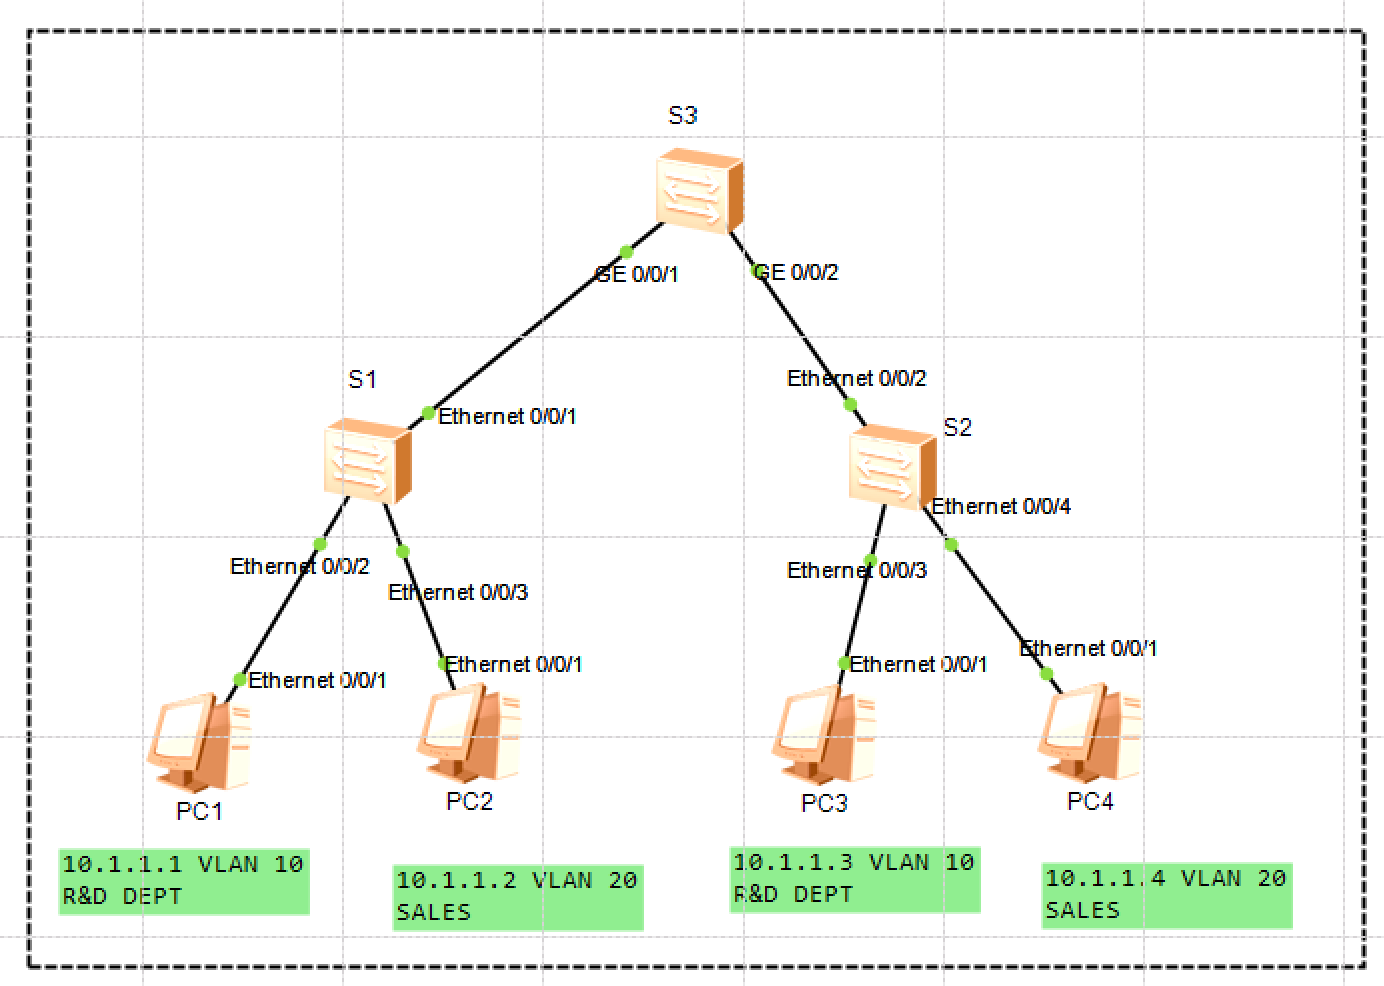 S3
GE 0/0/1
GE 0/0/2
S1
Ethernet 0/0/2
Ethernet 0/0/1
S2
Ethernet 0/0/4
Ethernet 0/0/2
Ethernet 0/0/3
Ethernet 0/0/3
Ethernet 0/0/1
Ethernet 0/0/1
Ethernet 0/0/1
Ethernet 0/0/1
PC1
PC2
PC3
PC4
10.1.1.1 VLAN 10
R&D DEPT
10.1.1.2 VLAN 20
SALES
10.1.1.3 VLAN 10
R&D DEPT
10.1.1.4 VLAN 20
SALES